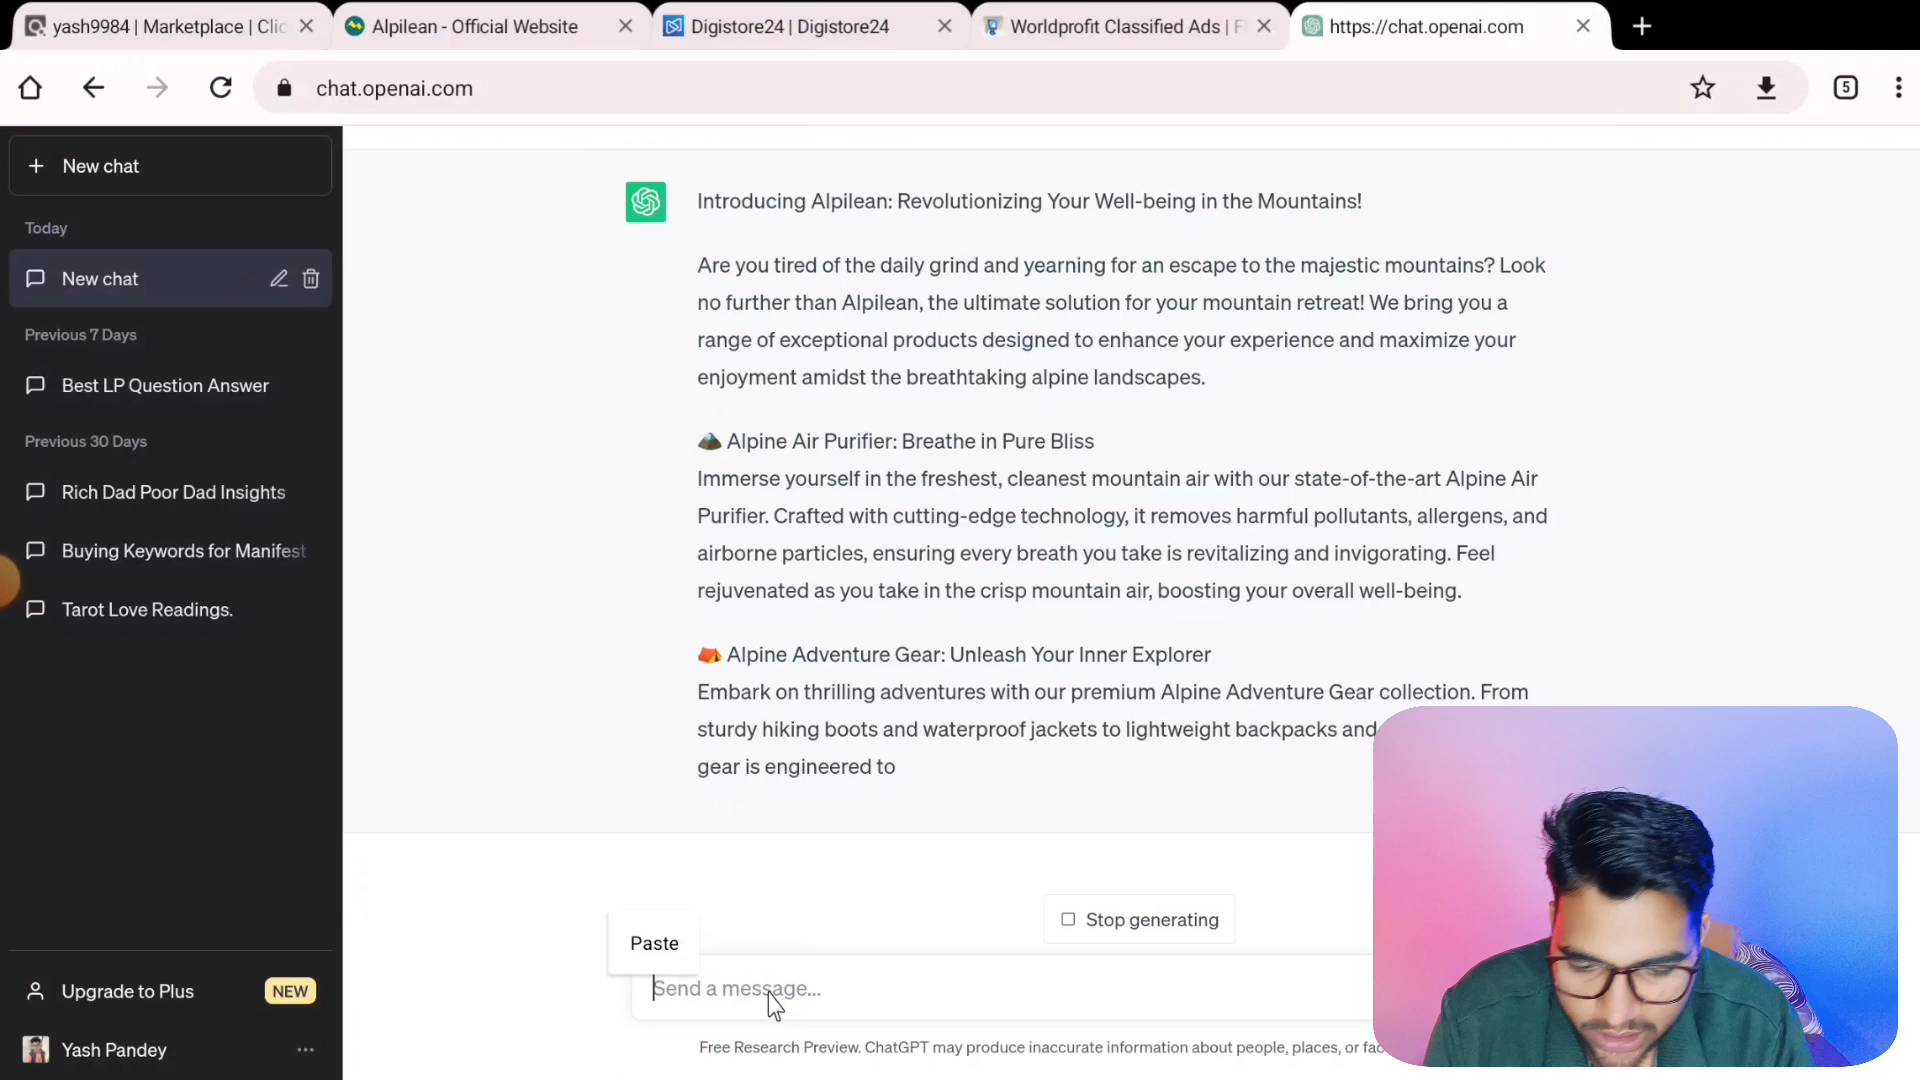 yash9984 | Marketplace | Clic
Alpilean - Official Website
Digistore24 | Digistore24
Worldprofit Classified Ads | F
https://chat.openai.com
chat.openai.com
5
New chat
Today
New chat
Previous 7 Days
Best LP Question Answer
Previous 30 Days
Rich Dad Poor Dad Insights
Buying Keywords for Manifest
Tarot Love Readings.
Upgrade to Plus
NEW
Yash Pandey
Introducing Alpilean: Revolutionizing Your Well-being in the Mountains!
Are you tired of the daily grind and yearning for an escape to the majestic mountains? Look
no further than Alpilean, the ultimate solution for your mountain retreat! We bring you a
range of exceptional products designed to enhance your experience and maximize your
enjoyment amidst the breathtaking alpine landscapes.
Alpine Air Purifier: Breathe in Pure Bliss
Immerse yourself in the freshest, cleanest mountain air with our state-of-the-art Alpine Air
Purifier. Crafted with cutting-edge technology, it removes harmful pollutants, allergens, and
airborne particles, ensuring every breath you take is revitalizing and invigorating. Feel
rejuvenated as you take in the crisp mountain air, boosting your overall well-being.
Alpine Adventure Gear: Unleash Your Inner Explorer
Embark on thrilling adventures with our premium Alpine Adventure Gear collection. From
sturdy hiking boots and waterproof jackets to lightweight backpacks and
gear is engineered to
Stop generating
Paste
Send a message...
Free Research Preview. ChatGPT may produce inaccurate information about people, places, or fac